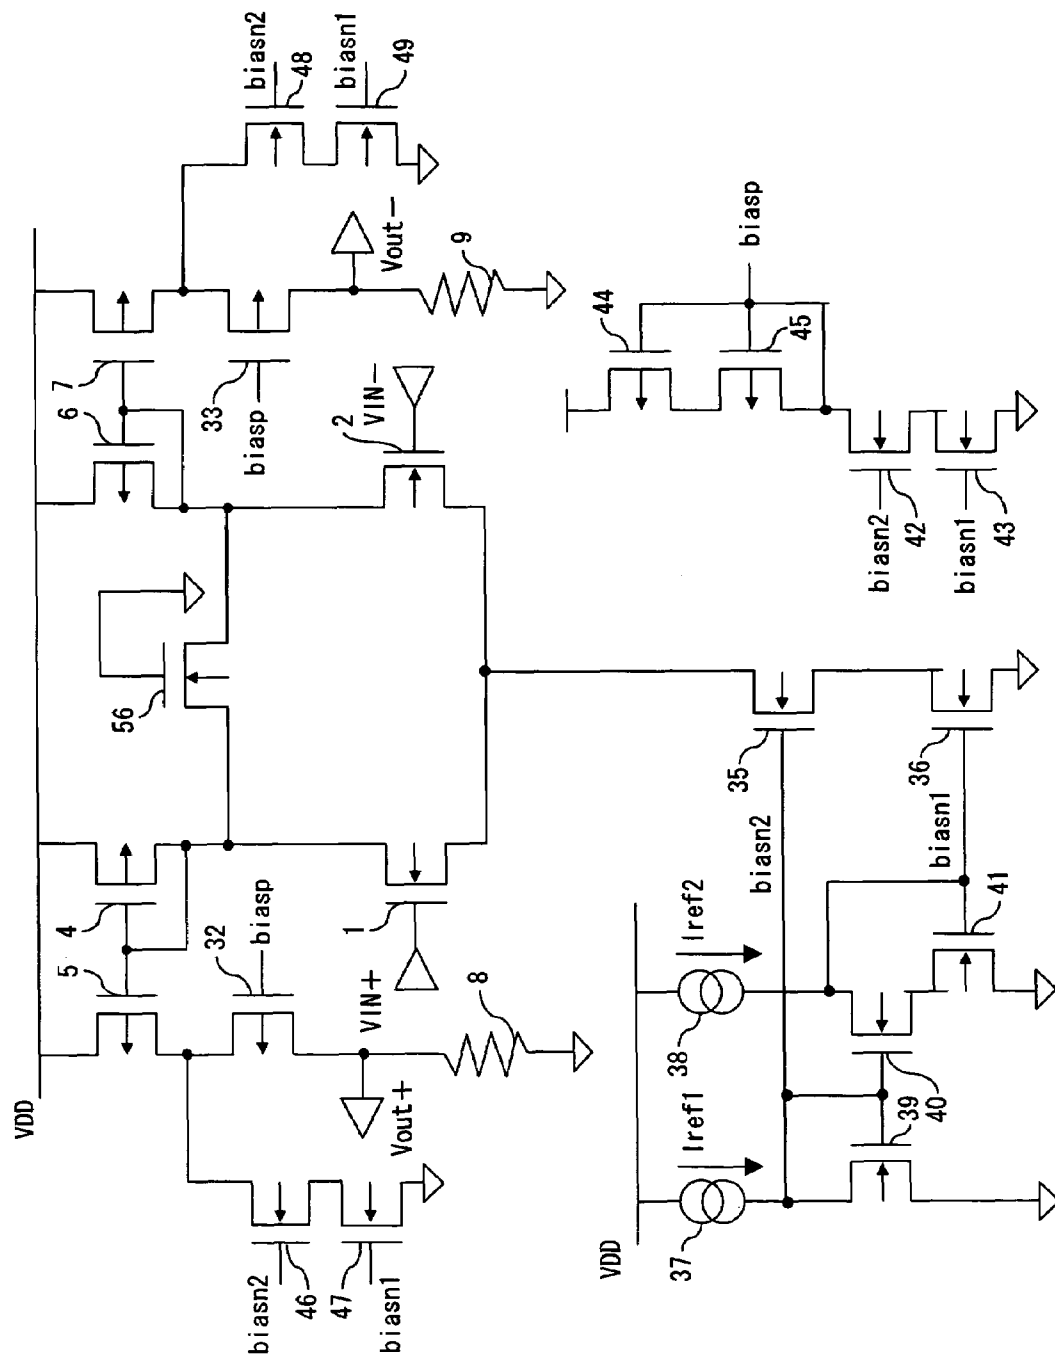 VDD
5
4
32
biasp
1
VIN+
8
Vout+
biasn2
46
47
biasn1
56
6
7
33
biasp
2
VIN-
Vout-
9
biasn2
48
biasn1
49
44
45
biasp
biasn2
42
biasn1
43
35
biasn2
36
biasn1
VDD
37
Iref1
38
Iref2
39
40
41